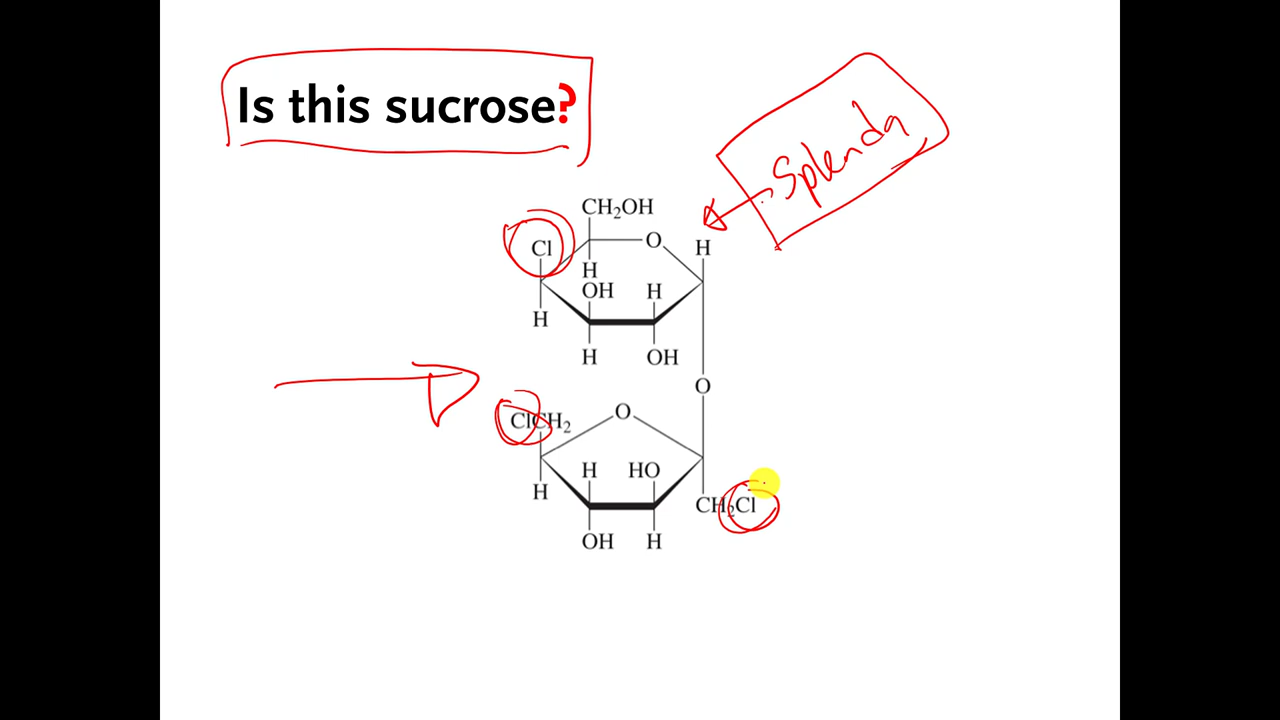 Is this sucrose?
Splenda
CH₂OH
O
Cl
H
H
OH
H
H
H
OH
O
ClCH₂
O
H
HO
H
CH₂Cl
OH
H